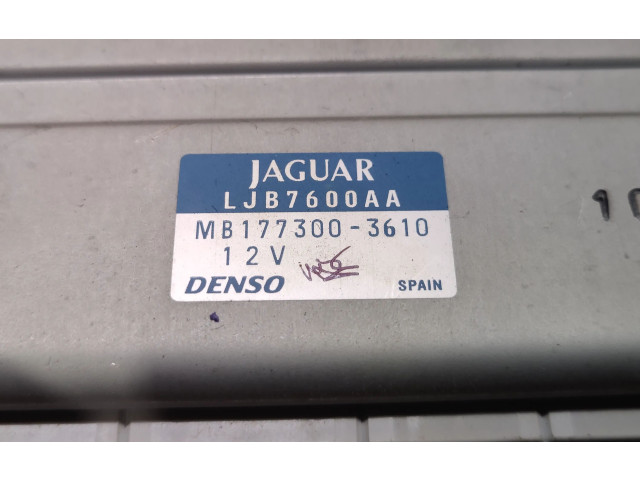 JAGUAR
LJB7600AA
MB177300-3610
12V
DENSO SPAIN